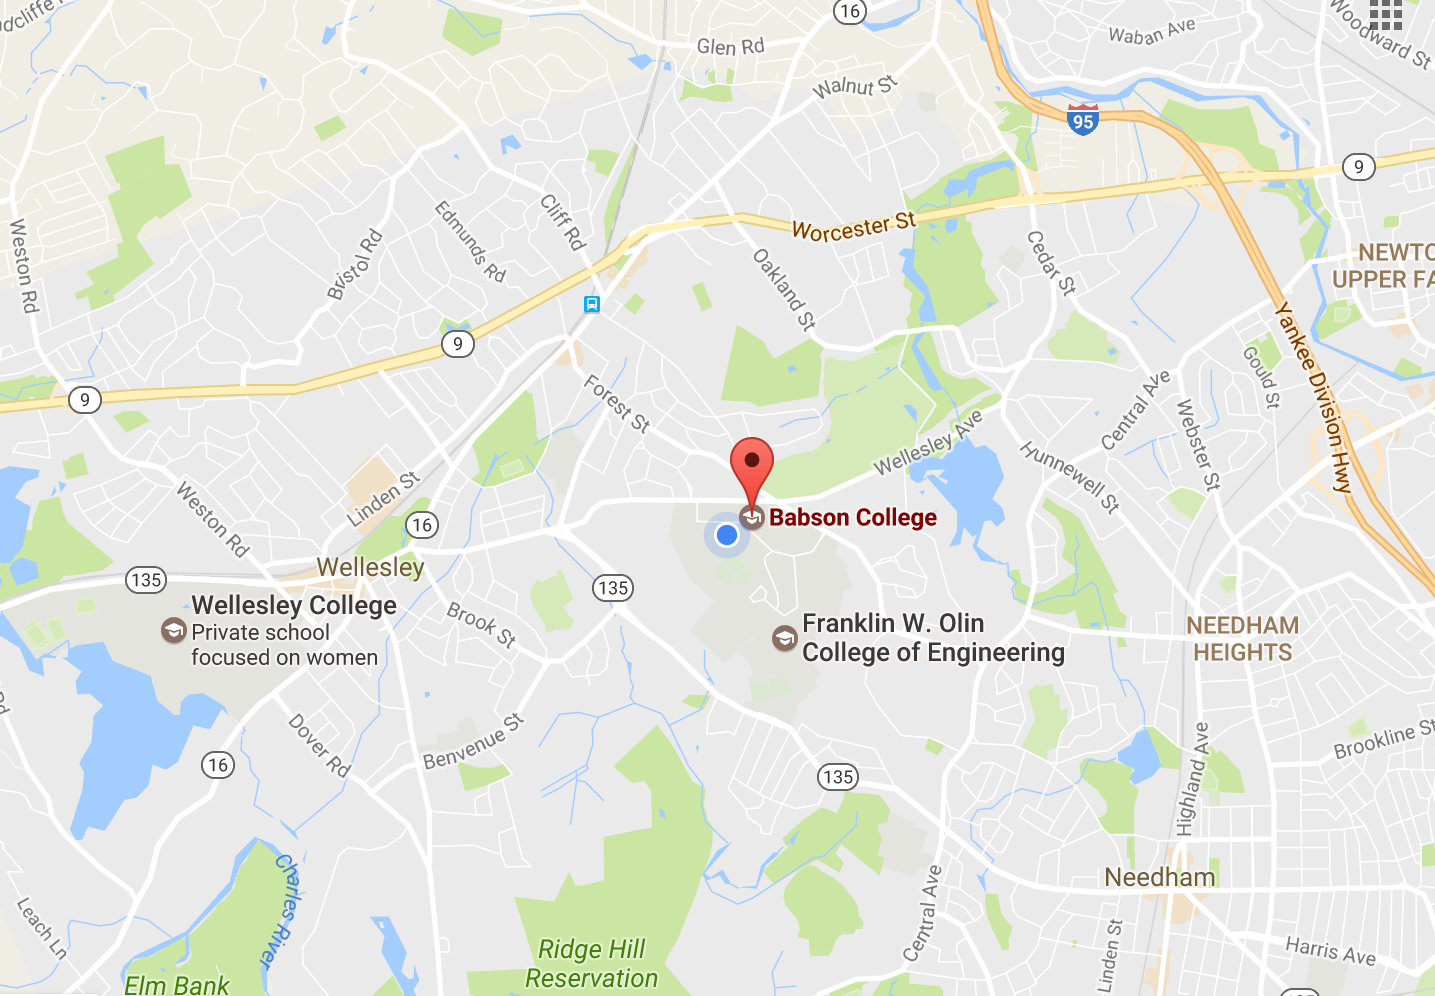 16
Glen Rd
Waban Ave
Woodward St
Walnut St
95
9
Weston Rd
Bristol Rd
Edmunds Rd
Cliff Rd
Worcester St
Oakland St
Cedar St
9
9
Yankee Division Hwy
Gould St
Forest St
Central Ave
Webster St
Wellesley Ave
Hunnewell St
Linden St
Weston Rd
16
Babson College
Wellesley
135
135
Wellesley College
Private school
focused on women
Brook St
Franklin W. Olin
College of Engineering
NEEDHAM
HEIGHTS
Dover Rd
Benvenue St
16
135
Highland Ave
Brookline St
Charles River
Needham
Leach Ln
Central Ave
Linden St
Harris Ave
Ridge Hill
Reservation
Elm Bank